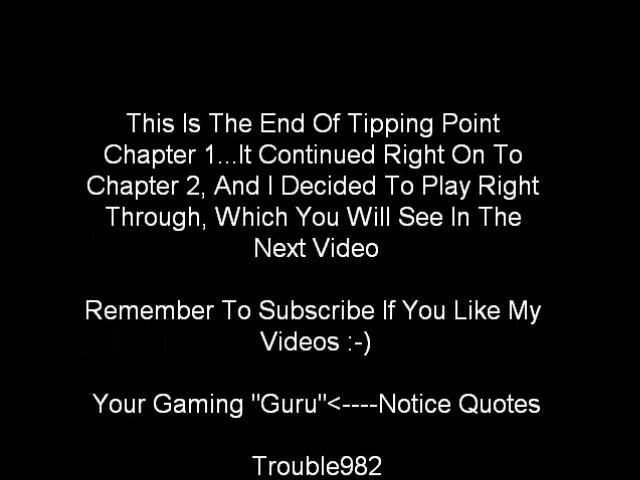 This Is The End Of Tipping Point
Chapter 1...It Continued Right On To
Chapter 2, And I Decided To Play Right
Through, Which You Will See In The
Next Video
Remember To Subscribe If You Like My
Videos :-)
Your Gaming "Guru"<----Notice Quotes
Trouble982